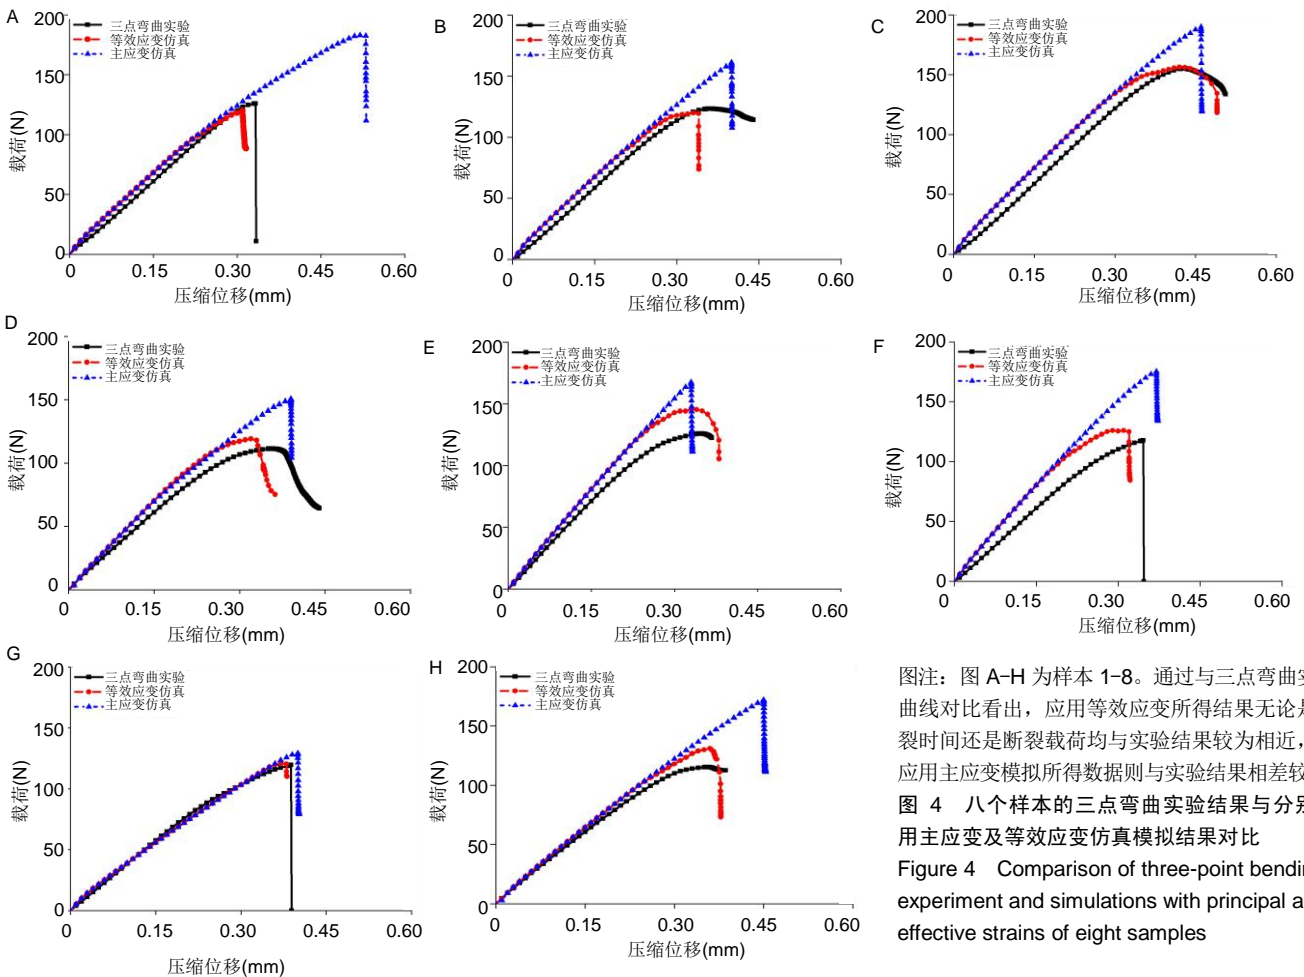 A
200
150
100
50
0
载荷(N)
三点弯曲实验
等效应变仿真
主应变仿真
0 0.15 0.30 0.45 0.60
压缩位移(mm)
B
200
150
100
50
0
载荷(N)
三点弯曲实验
等效应变仿真
主应变仿真
0 0.15 0.30 0.45 0.60
压缩位移(mm)
C
200
150
100
50
0
载荷(N)
三点弯曲实验
等效应变仿真
主应变仿真
0 0.15 0.30 0.45 0.60
压缩位移(mm)
D
200
150
100
50
0
载荷(N)
三点弯曲实验
等效应变仿真
主应变仿真
0 0.15 0.30 0.45 0.60
压缩位移(mm)
E
200
150
100
50
0
载荷(N)
三点弯曲实验
等效应变仿真
主应变仿真
0 0.15 0.30 0.45 0.60
压缩位移(mm)
F
200
150
100
50
0
载荷(N)
三点弯曲实验
等效应变仿真
主应变仿真
0 0.15 0.30 0.45 0.60
压缩位移(mm)
G
200
150
100
50
0
载荷(N)
三点弯曲实验
等效应变仿真
主应变仿真
0 0.15 0.30 0.45 0.60
压缩位移(mm)
H
200
150
100
50
0
载荷(N)
三点弯曲实验
等效应变仿真
主应变仿真
0 0.15 0.30 0.45 0.60
压缩位移(mm)
图注：图 A-H 为样本 1-8。通过与三点弯曲实
曲线对比看出，应用等效应变所得结果无论是
裂时间还是断裂载荷均与实验结果较为相近，
应用主应变模拟所得数据则与实验结果相差较
图 4 八个样本的三点弯曲实验结果与分别
用主应变及等效应变仿真模拟结果对比
Figure 4 Comparison of three-point bendin
experiment and simulations with principal a
effective strains of eight samples